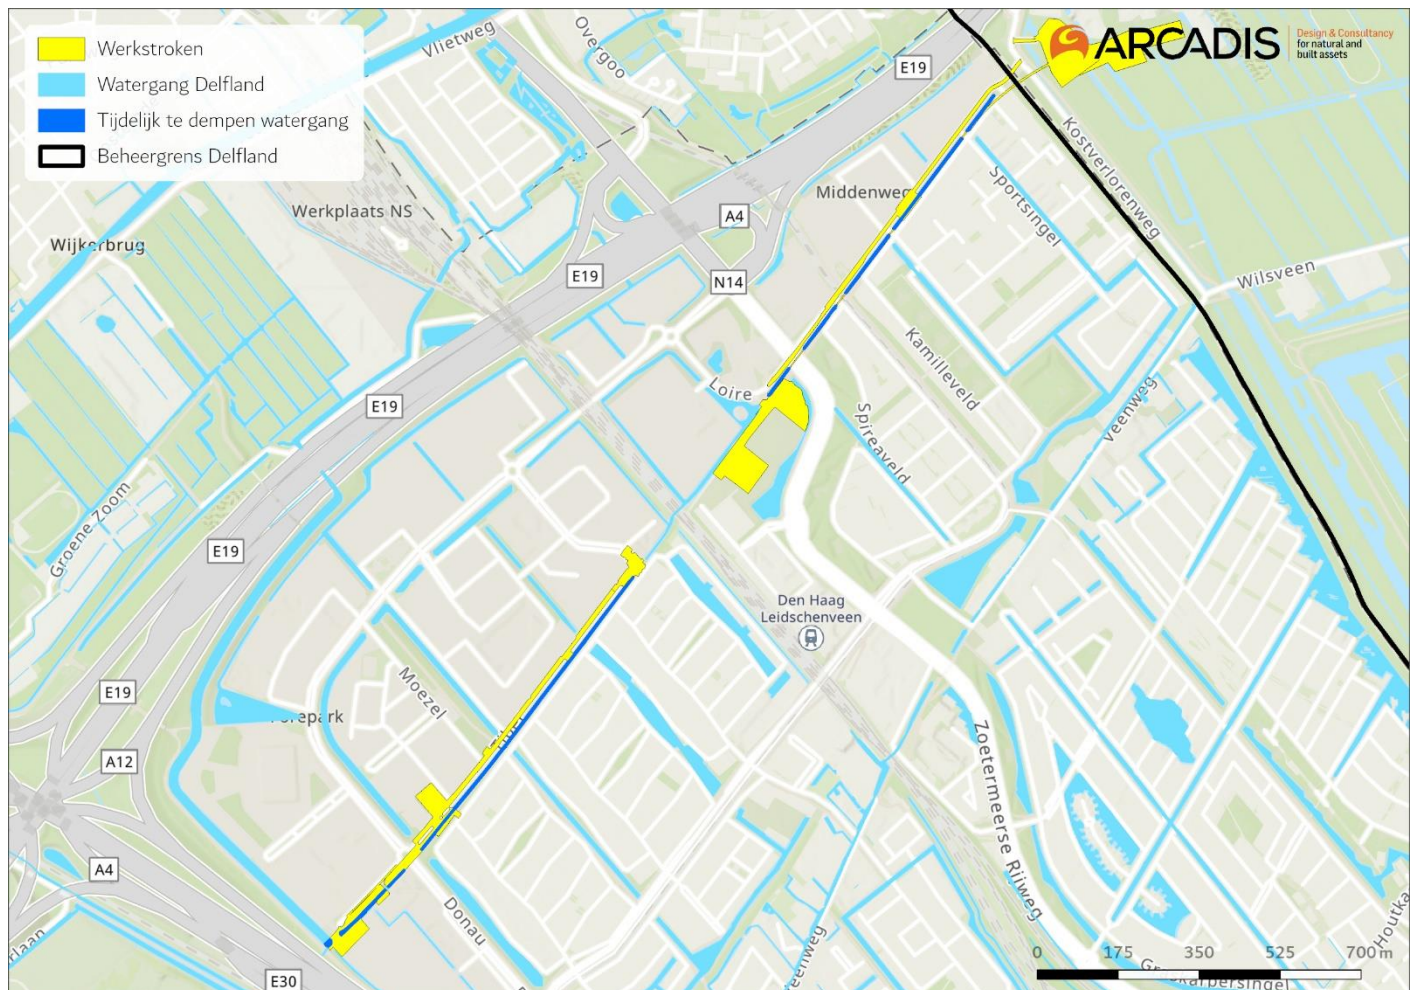 Werkstroken
Watergang Delfland
Tijdelijk te dempen watergang
Beheergrens Delfland
ARCADIS
Design & Consultancy
for natural and
built assets
Vlietweg
Overgoo
E19
Kostverlorenweg
Sportsingel
Middenweg
Werkplaats NS
A4
Wijkerbrug
E19
N14
Wilsveen
Kamilleveld
Loire
E19
Veenweg
Spireaveld
Groene Zoom
E19
Den Haag
Leidschenveen
Moezel
E19
A12
Zoetermeerse Rijweg
A4
Donau
E30
0 175 350 525 700 m